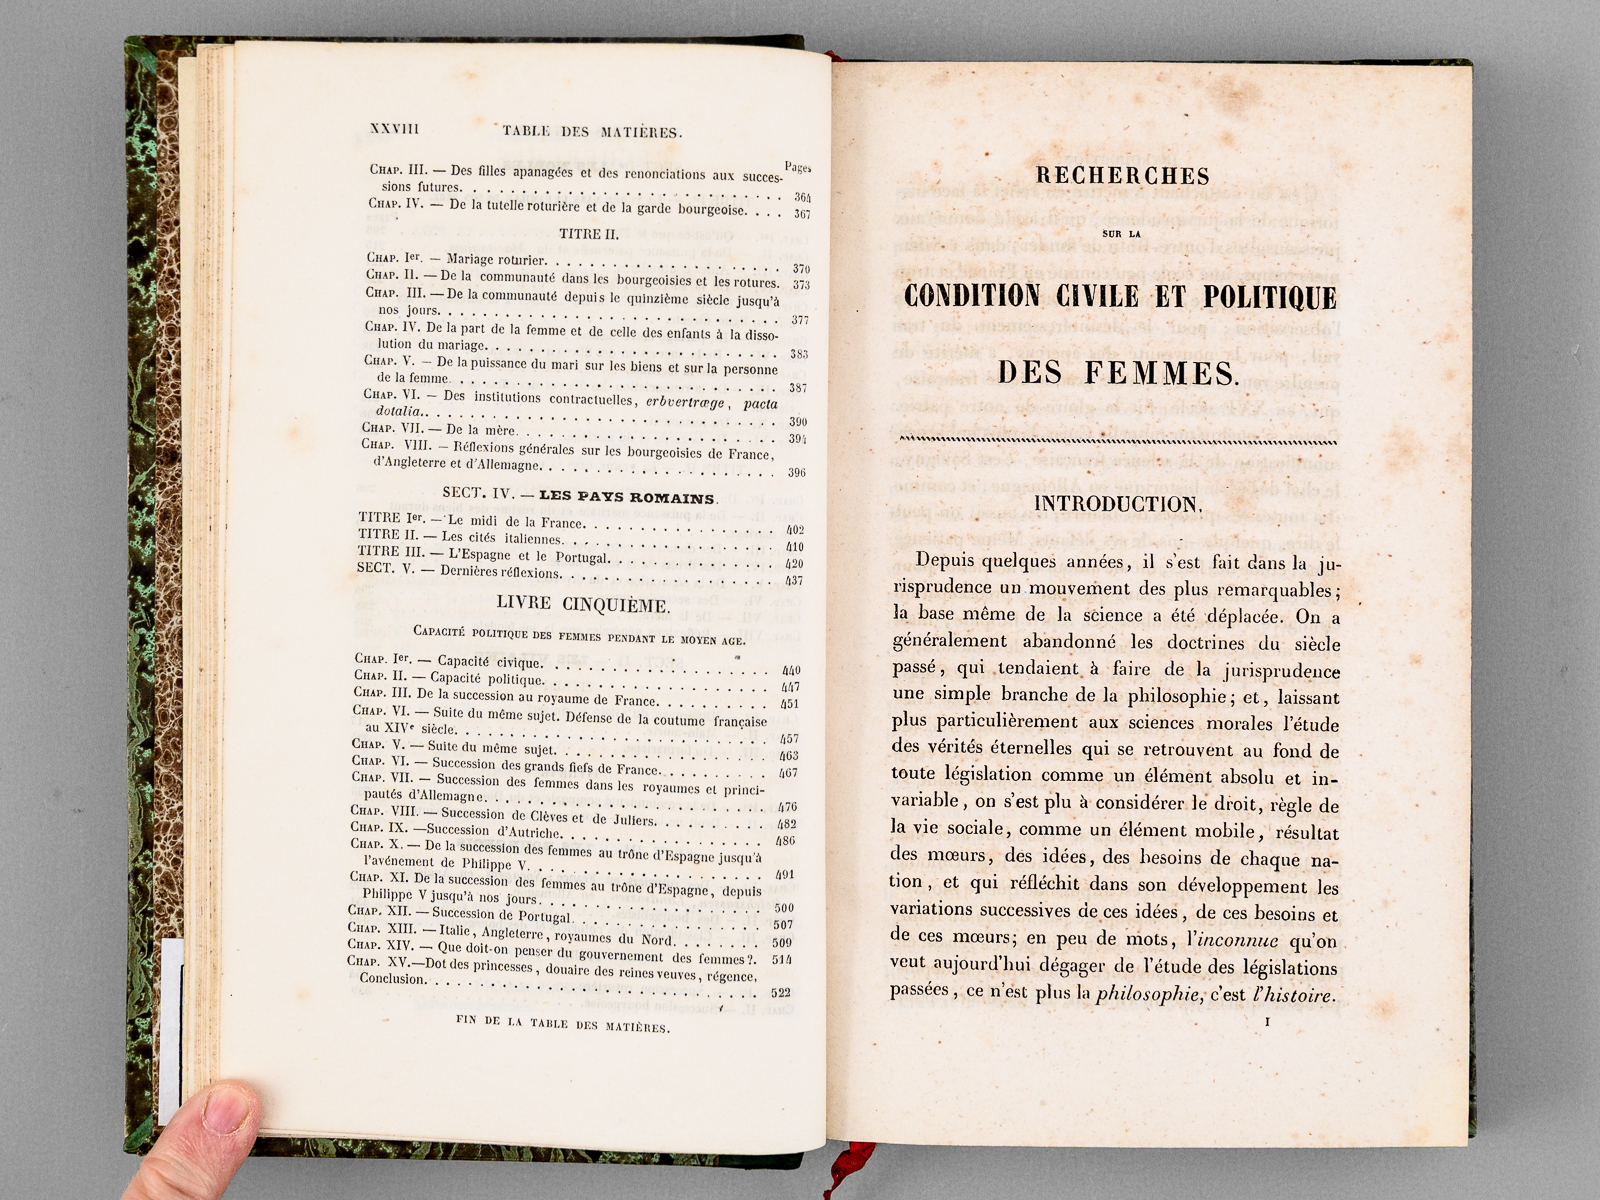 XXVIII TABLE DES MATIÈRES.
Pages
CHAP. III. — Des filles apanagées et des renonciations aux succes-
sions futures. . . . . . . . . . . . . . . . . . . . . . 364
CHAP. IV. — De la tutelle roturière et de la garde bourgeoise. . . . 367
TITRE II.
CHAP. Ier. — Mariage roturier. . . . . . . . . . . . . . . . . . 370
CHAP. II. — De la communauté dans les bourgeoisies et les rotures. 373
CHAP. III. — De la communauté depuis le quinzième siècle jusqu'à
nos jours. . . . . . . . . . . . . . . . . . . . . . . . 377
CHAP. IV. De la part de la femme et de celle des enfants à la disso-
lution du mariage. . . . . . . . . . . . . . . . . . . . 383
CHAP. V. — De la puissance du mari sur les biens et sur la personne
de la femme. . . . . . . . . . . . . . . . . . . . . . . 387
CHAP. VI. — Des institutions contractuelles, erbvertræge, pacta
dotalia. . . . . . . . . . . . . . . . . . . . . . . . . 390
CHAP. VII. — De la mère. . . . . . . . . . . . . . . . . . . . 394
CHAP. VIII. — Réflexions générales sur les bourgeoisies de France,
d'Angleterre et d'Allemagne. . . . . . . . . . . . . . . . 396
SECT. IV. — LES PAYS ROMAINS.
TITRE Ier. — Le midi de la France. . . . . . . . . . . . . . . 402
TITRE II. — Les cités italiennes. . . . . . . . . . . . . . . . 410
TITRE III. — L'Espagne et le Portugal. . . . . . . . . . . . . 420
SECT. V. — Dernières réflexions. . . . . . . . . . . . . . . . 437
LIVRE CINQUIÈME.
CAPACITÉ POLITIQUE DES FEMMES PENDANT LE MOYEN AGE.
CHAP. Ier. — Capacité civique. . . . . . . . . . . . . . . . . 440
CHAP. II. — Capacité politique. . . . . . . . . . . . . . . . . 447
CHAP. III. De la succession au royaume de France. . . . . . . . . 451
CHAP. VI. — Suite du même sujet. Défense de la coutume française
au XIVe siècle. . . . . . . . . . . . . . . . . . . . . . 457
CHAP. V. — Suite du même sujet. . . . . . . . . . . . . . . . 463
CHAP. VI. — Succession des grands fiefs de France. . . . . . . . 467
CHAP. VII. — Succession des femmes dans les royaumes et princi-
pautés d'Allemagne. . . . . . . . . . . . . . . . . . . . 476
CHAP. VIII. — Succession de Clèves et de Juliers. . . . . . . . . 482
CHAP. IX. — Succession d'Autriche. . . . . . . . . . . . . . . 486
CHAP. X. — De la succession des femmes au trône d'Espagne jusqu'à
l'avénement de Philippe V. . . . . . . . . . . . . . . . . 491
CHAP. XI. De la succession des femmes au trône d'Espagne, depuis
Philippe V jusqu'à nos jours. . . . . . . . . . . . . . . . 500
CHAP. XII. — Succession de Portugal. . . . . . . . . . . . . . 507
CHAP. XIII. — Italie, Angleterre, royaumes du Nord. . . . . . . . 509
CHAP. XIV. — Que doit-on penser du gouvernement des femmes?. 514
CHAP. XV. — Dot des princesses, douaire des reines veuves, régence,
Conclusion. . . . . . . . . . . . . . . . . . . . . . . . 522
FIN DE LA TABLE DES MATIÈRES.
RECHERCHES
SUR LA
CONDITION CIVILE ET POLITIQUE
DES FEMMES.
INTRODUCTION.
Depuis quelques années, il s'est fait dans la ju-
risprudence un mouvement des plus remarquables;
la base même de la science a été déplacée. On a
généralement abandonné les doctrines du siècle
passé, qui tendaient à faire de la jurisprudence
une simple branche de la philosophie; et, laissant
plus particulièrement aux sciences morales l'étude
des vérités éternelles qui se retrouvent au fond de
toute législation comme un élément absolu et in-
variable, on s'est plu à considérer le droit, règle de
la vie sociale, comme un élément mobile, résultat
des mœurs, des idées, des besoins de chaque na-
tion, et qui réfléchit dans son développement les
variations successives de ces idées, de ces besoins et
de ces mœurs; en peu de mots, l'inconnue qu'on
veut aujourd'hui dégager de l'étude des législations
passées, ce n'est plus la philosophie, c'est l'histoire.
I